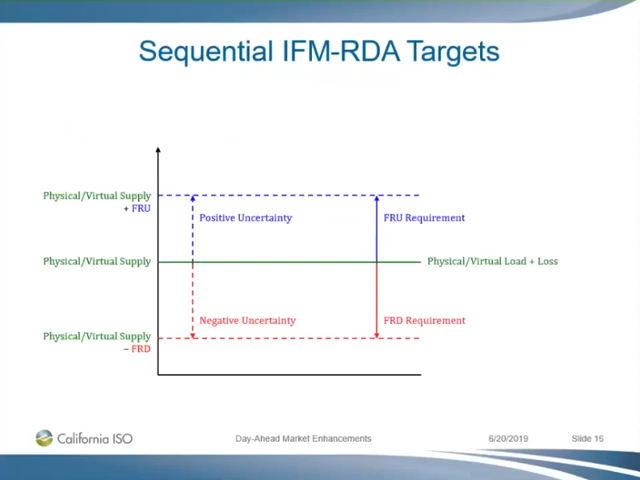 Sequential IFM-RDA Targets
Physical/Virtual Supply
+ FRU
Positive Uncertainty
FRU Requirement
Physical/Virtual Supply
Physical/Virtual Load + Loss
Negative Uncertainty
FRD Requirement
Physical/Virtual Supply
− FRD
California ISO
Day-Ahead Market Enhancements
6/20/2019
Slide 16